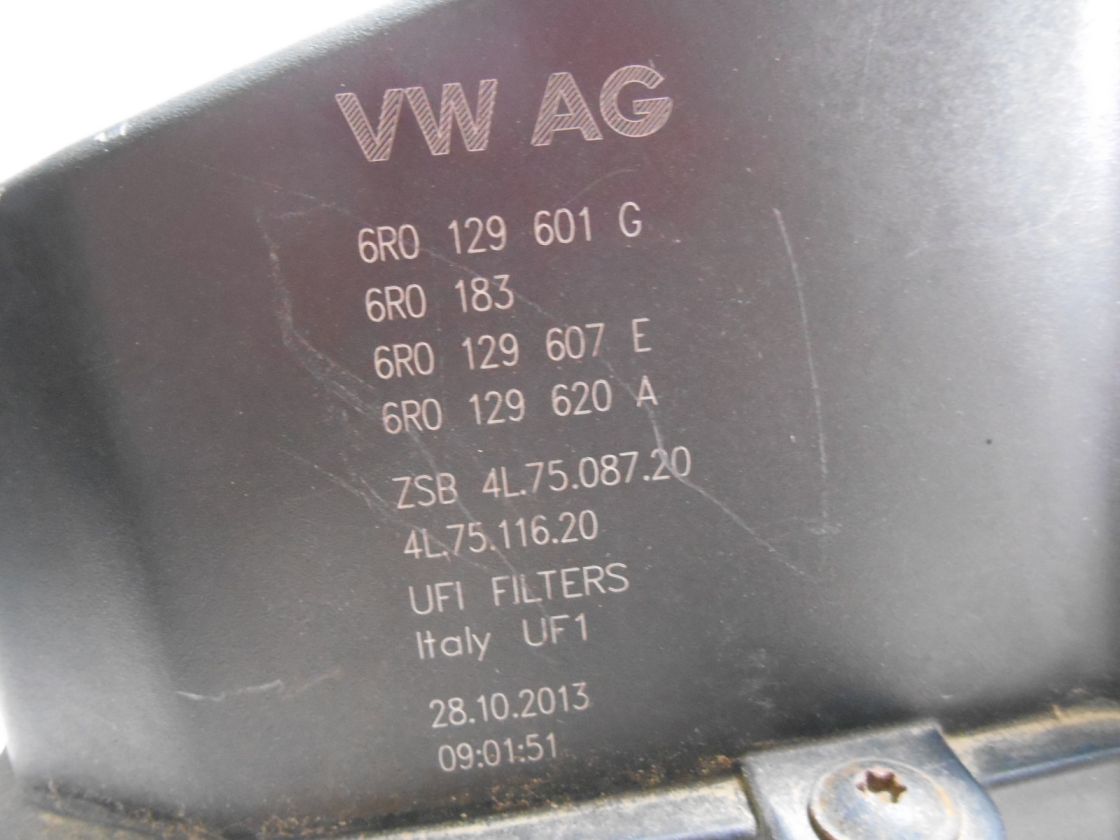 VW AG
6R0 129 601 G
6R0 183
6R0 129 607 E
6R0 129 620 A
ZSB 4L.75.087.20
4L.75.116.20
UFI FILTERS
Italy UF1
28.10.2013
09:01:51